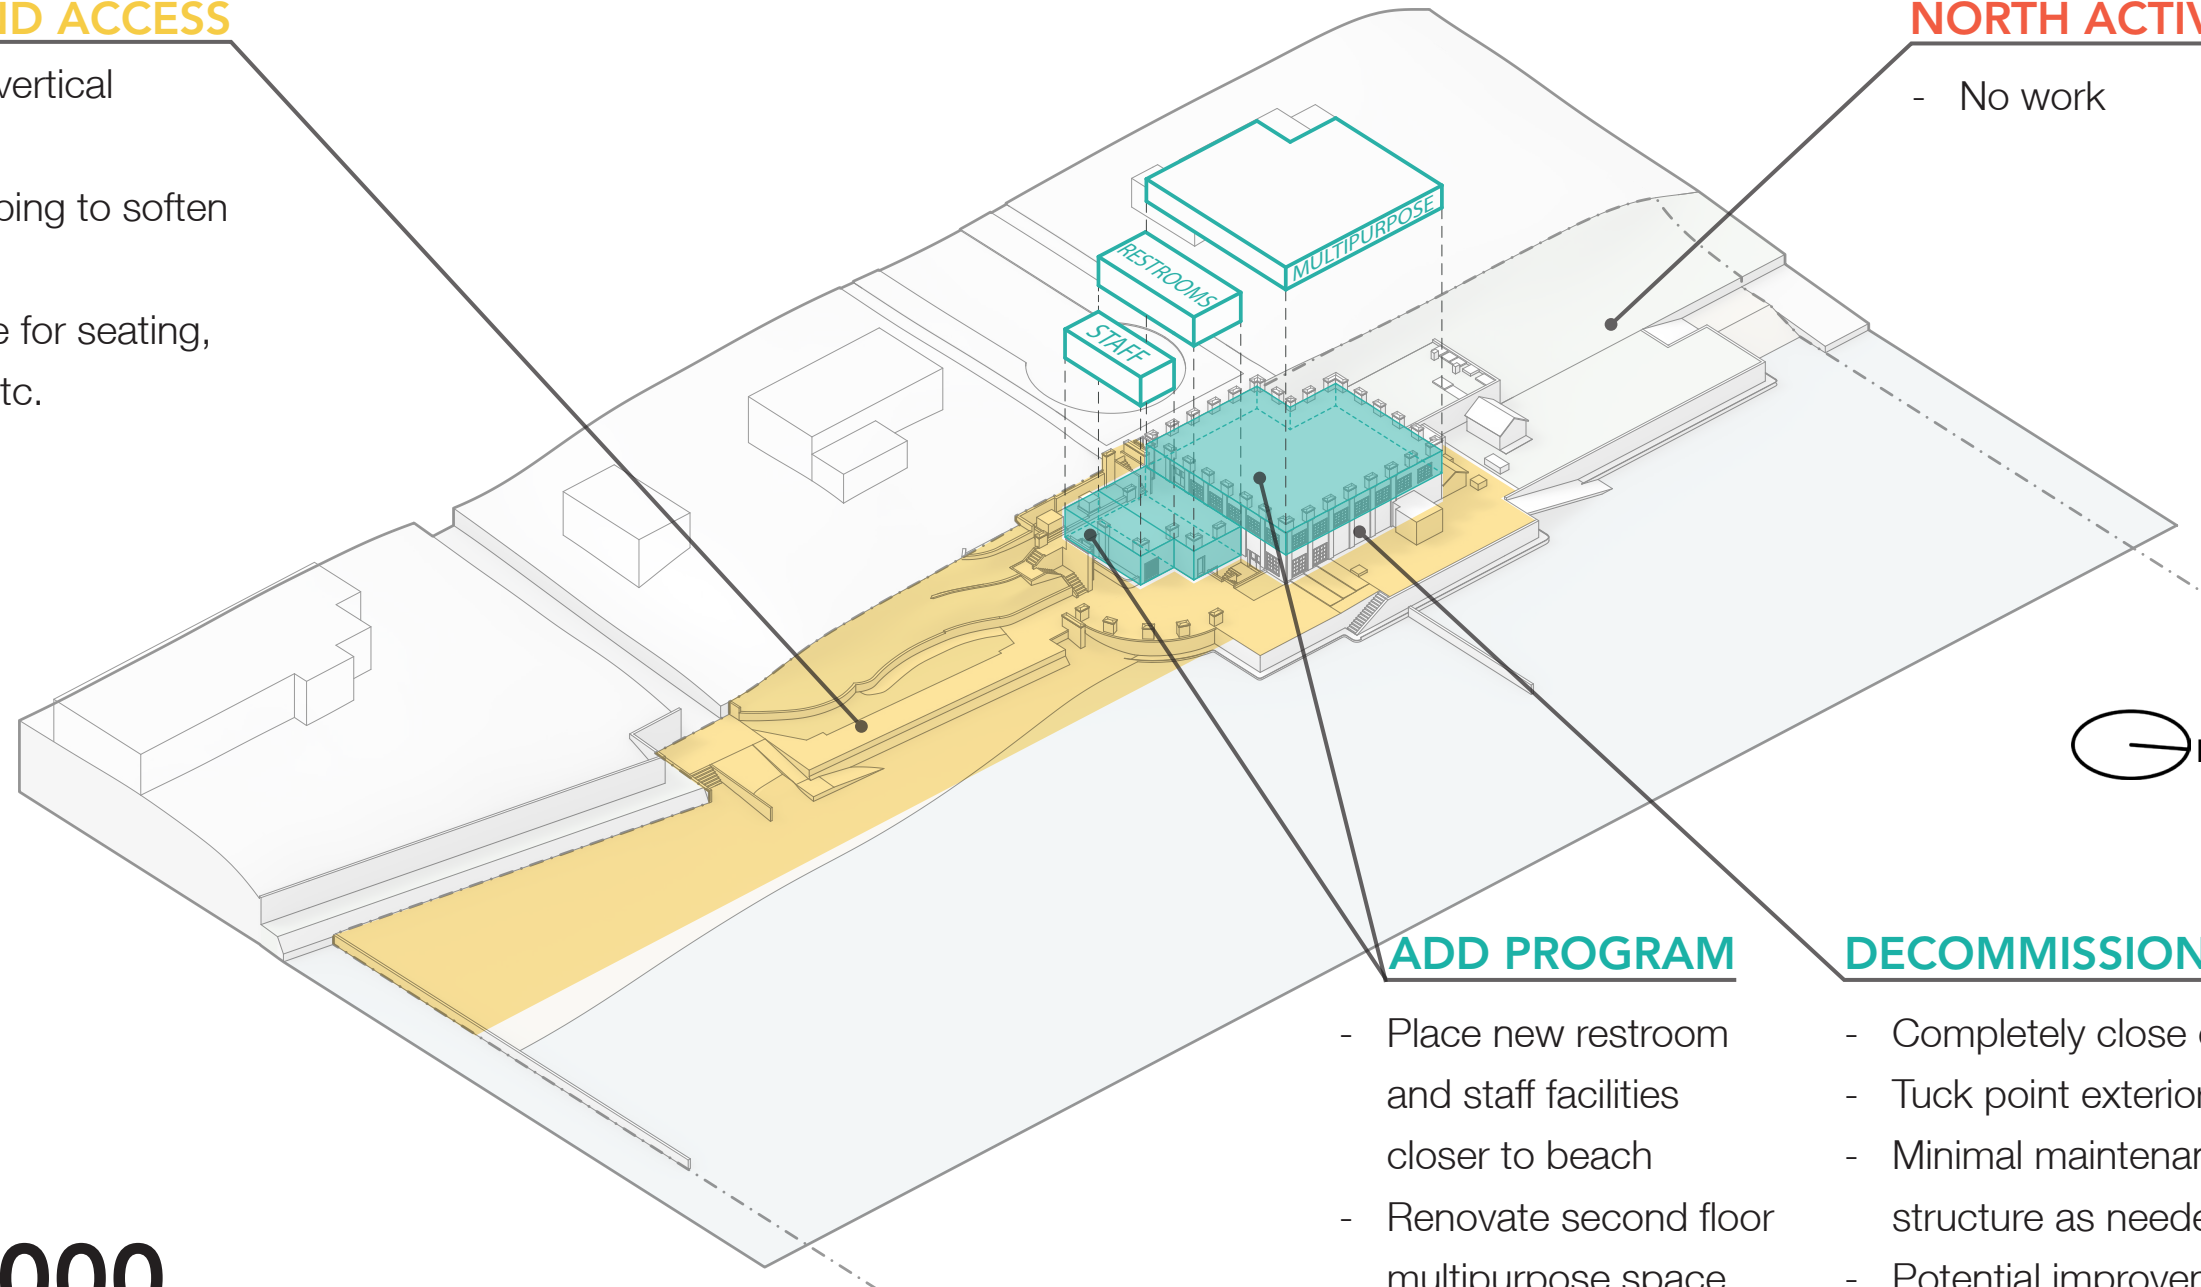 ND ACCESS
vertical
ping to soften
e for seating,
tc.
NORTH ACTIV
- No work
MULTIPURPOSE
RESTROOMS
STAFF
ADD PROGRAM
- Place new restroom
and staff facilities
closer to beach
- Renovate second floor
multipurpose space
DECOMMISSION
- Completely close
- Tuck point exterior
- Minimal maintenan
structure as neede
- Potential improver
000